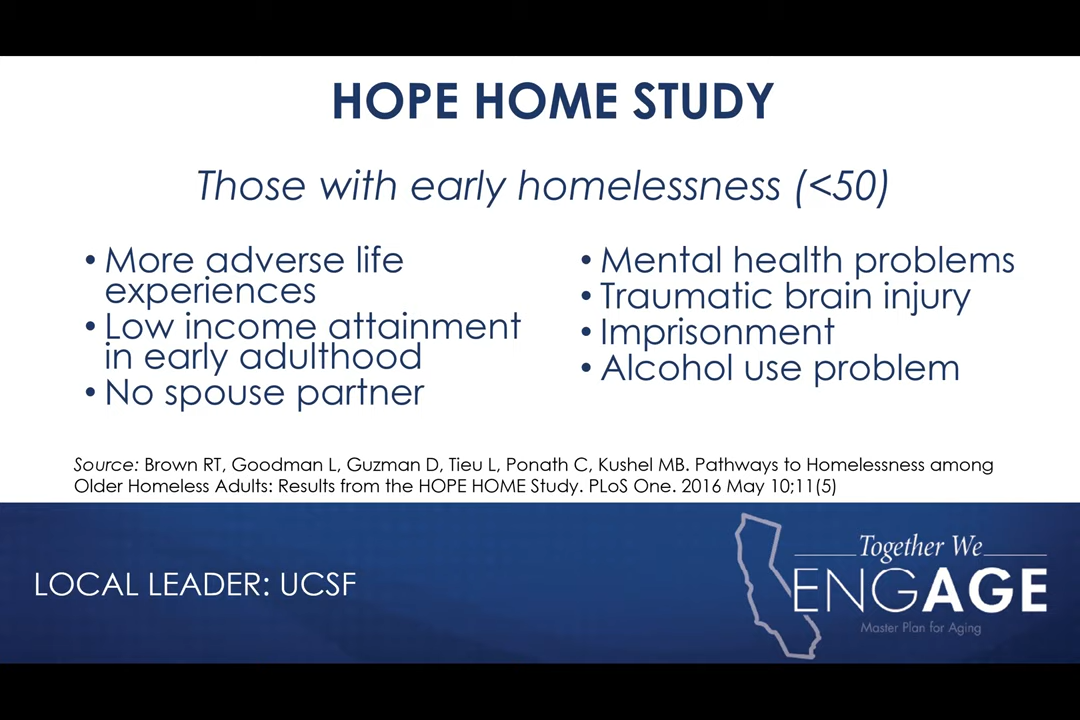 HOPE HOME STUDY
Those with early homelessness (<50)
• More adverse life
experiences
• Low income attainment
in early adulthood
• No spouse partner
• Mental health problems
• Traumatic brain injury
• Imprisonment
• Alcohol use problem
Source: Brown RT, Goodman L, Guzman D, Tieu L, Ponath C, Kushel MB. Pathways to Homelessness among
Older Homeless Adults: Results from the HOPE HOME Study. PLoS One. 2016 May 10;11(5)
LOCAL LEADER: UCSF
Together We
ENGAGE
Master Plan for Aging